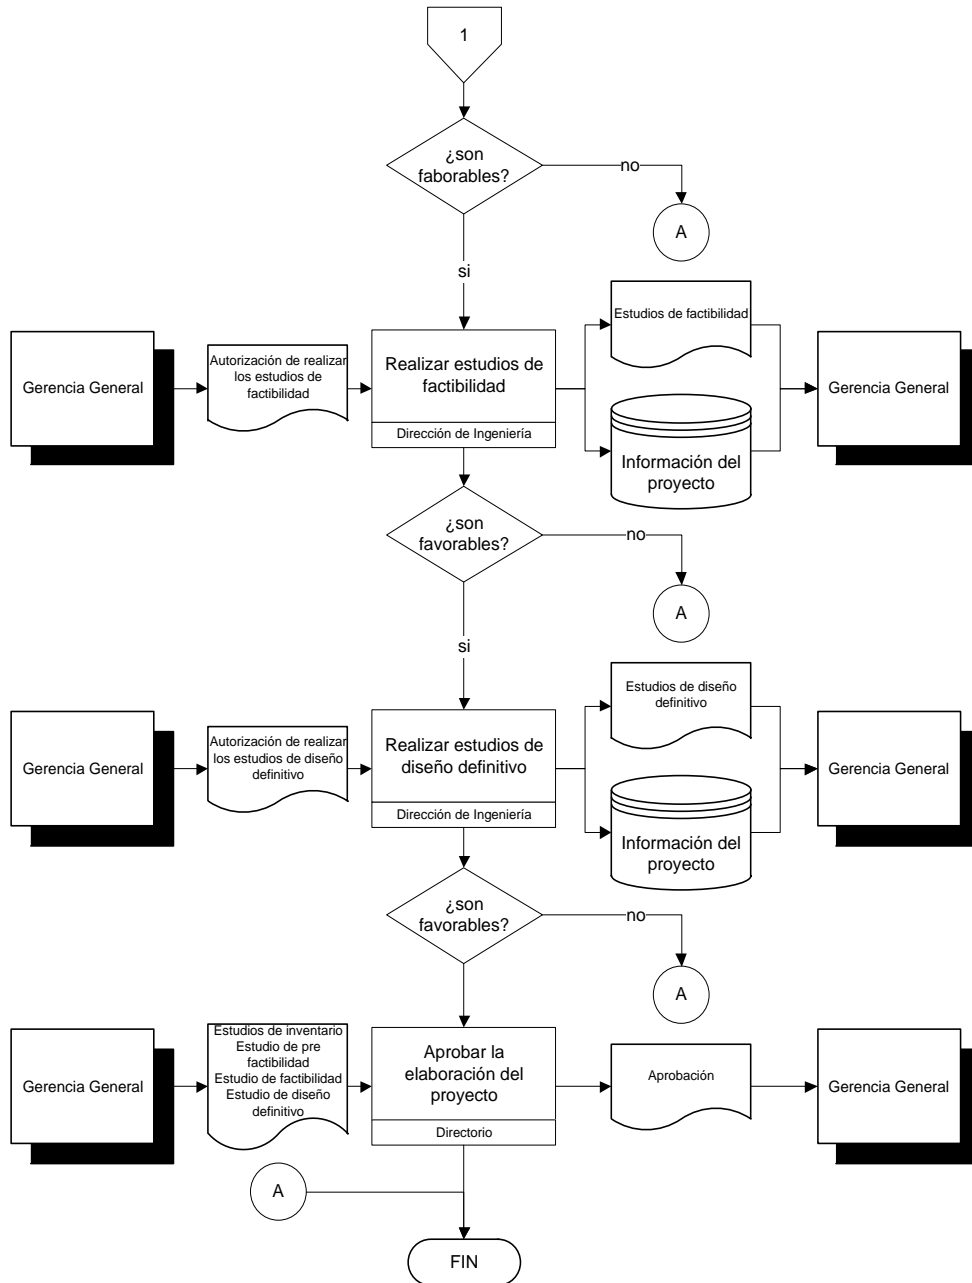 1
¿son
faborables?
no
A
si
Gerencia General
Autorización de realizar
los estudios de
factibilidad
Realizar estudios de
factibilidad
Dirección de Ingeniería
Estudios de factibilidad
Información del
proyecto
Gerencia General
¿son
favorables?
no
A
si
Gerencia General
Autorización de realizar
los estudios de diseño
definitivo
Realizar estudios de
diseño definitivo
Dirección de Ingeniería
Estudios de diseño
definitivo
Información del
proyecto
Gerencia General
¿son
favorables?
no
A
Gerencia General
Estudios de inventario
Estudio de pre
factibilidad
Estudio de factibilidad
Estudio de diseño
definitivo
Aprobar la
elaboración del
proyecto
Directorio
Aprobación
Gerencia General
A
FIN